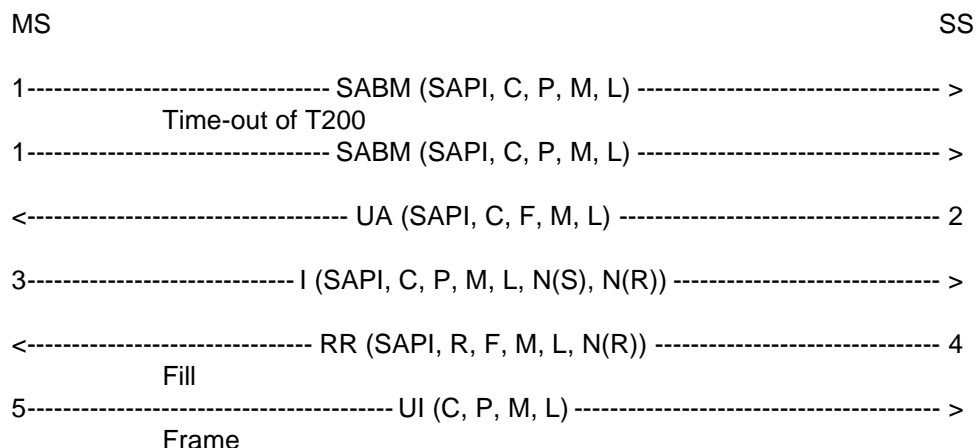 MS SS
1---------------------------------- SABM (SAPI, C, P, M, L) ---------------------------------- >
Time-out of T200
1---------------------------------- SABM (SAPI, C, P, M, L) ---------------------------------- >
<------------------------------------ UA (SAPI, C, F, M, L) ------------------------------------ 2
3------------------------------ I (SAPI, C, P, M, L, N(S), N(R)) ------------------------------ >
<-------------------------------- RR (SAPI, R, F, M, L, N(R)) -------------------------------- 4
Fill
5----------------------------------------- UI (C, P, M, L) ----------------------------------------- >
Frame